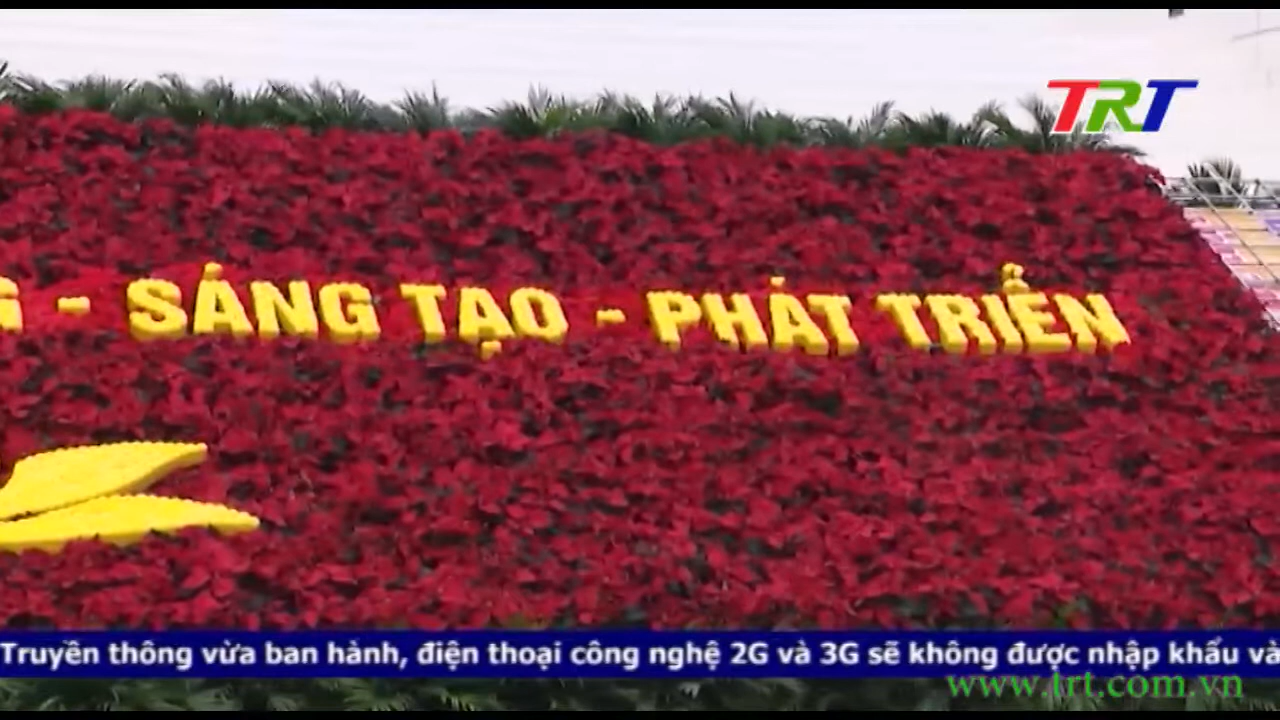 TRT
- SÁNG TẠO - PHÁT TRIỂN
Truyền thông vừa ban hành, điện thoại công nghệ 2G và 3G sẽ không được nhập khẩu và
www.trt.com.vn